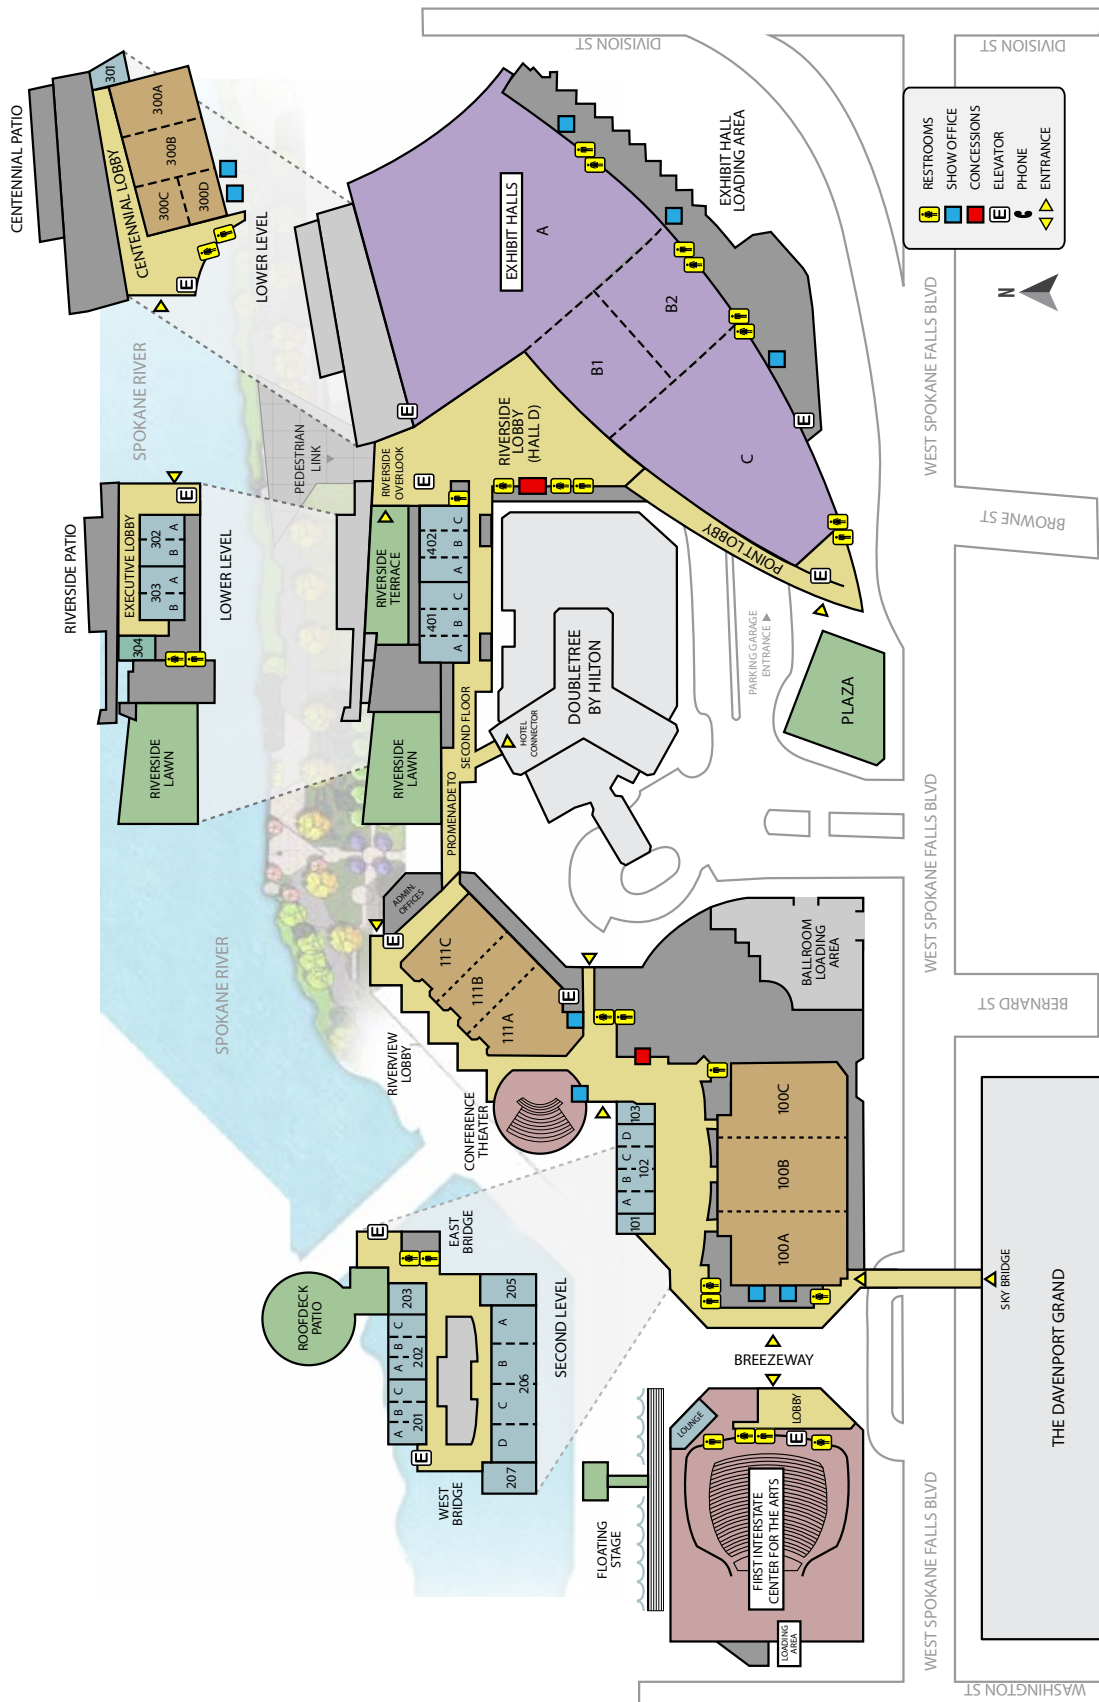 CENTENNIAL PATIO
301
CENTENNIAL LOBBY
300A
300B
300C
300D
E
LOWER LEVEL
SPOKANE RIVER
RIVERSIDE PATIO
EXECUTIVE LOBBY
302
A
B
303
A
B
304
E
LOWER LEVEL
RIVERSIDE
LAWN
PEDESTRIAN
LINK
RIVERSIDE
OVERLOOK
E
E
RIVERSIDE
TERRACE
402
C
B
A
401
C
B
A
RIVERSIDE
LAWN
RIVERSIDE
LOBBY
(HALL D)
EXHIBIT HALLS
A
B1
B2
C
E
POINT LOBBY
E
EXHIBIT HALL
LOADING AREA
DIVISION ST
DIVISION ST
RESTROOMS
SHOW OFFICE
CONCESSIONS
E
ELEVATOR
PHONE
ENTRANCE
N
WEST SPOKANE FALLS BLVD
BROWNE ST
PARKING GARAGE
ENTRANCE
PLAZA
DOUBLETREE
BY HILTON
HOTEL
CONNECTOR
PROMENADE TO
SECOND FLOOR
SPOKANE RIVER
ADMIN.
OFFICES
E
111C
111B
111A
E
RIVERVIEW
LOBBY
CONFERENCE
THEATER
BALLROOM
LOADING
AREA
WEST SPOKANE FALLS BLVD
BERNARD ST
103
D
C
102
B
A
101
100C
100B
100A
E
EAST
BRIDGE
ROOFDECK
PATIO
203
C
B
202
A
C
B
201
A
205
A
B
206
C
D
207
E
WEST
BRIDGE
SECOND LEVEL
BREEZEWAY
SKY BRIDGE
THE DAVENPORT GRAND
FLOATING
STAGE
LOUNGE
LOBBY
E
FIRST INTERSTATE
CENTER FOR THE ARTS
LOADING
AREA
WEST SPOKANE FALLS BLVD
WASHINGTON ST